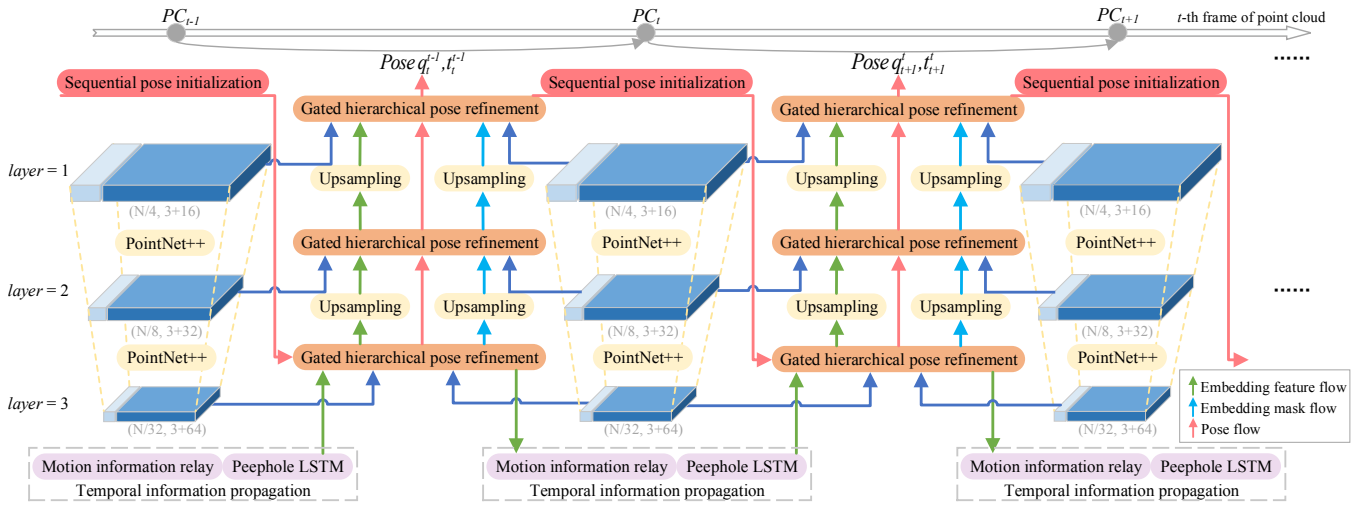 PCt-1 PCt PCt+1 t-th frame of point cloud
Pose q_t^{t-1}, t_t^{t-1} Pose q_{t+1}^t, t_{t+1}^t ......
Sequential pose initialization Sequential pose initialization Sequential pose initialization
Gated hierarchical pose refinement Gated hierarchical pose refinement
layer = 1 Upsampling Upsampling Upsampling Upsampling
(N/4, 3+16) (N/4, 3+16) (N/4, 3+16)
PointNet++ Gated hierarchical pose refinement PointNet++ Gated hierarchical pose refinement PointNet++
layer = 2 ......
Upsampling Upsampling Upsampling Upsampling
(N/8, 3+32) (N/8, 3+32) (N/8, 3+32)
PointNet++ Gated hierarchical pose refinement PointNet++ Gated hierarchical pose refinement PointNet++
Embedding feature flow
layer = 3 Embedding mask flow
(N/32, 3+64) (N/32, 3+64) (N/32, 3+64) Pose flow
Motion information relay Peephole LSTM Motion information relay Peephole LSTM Motion information relay Peephole LSTM
Temporal information propagation Temporal information propagation Temporal information propagation